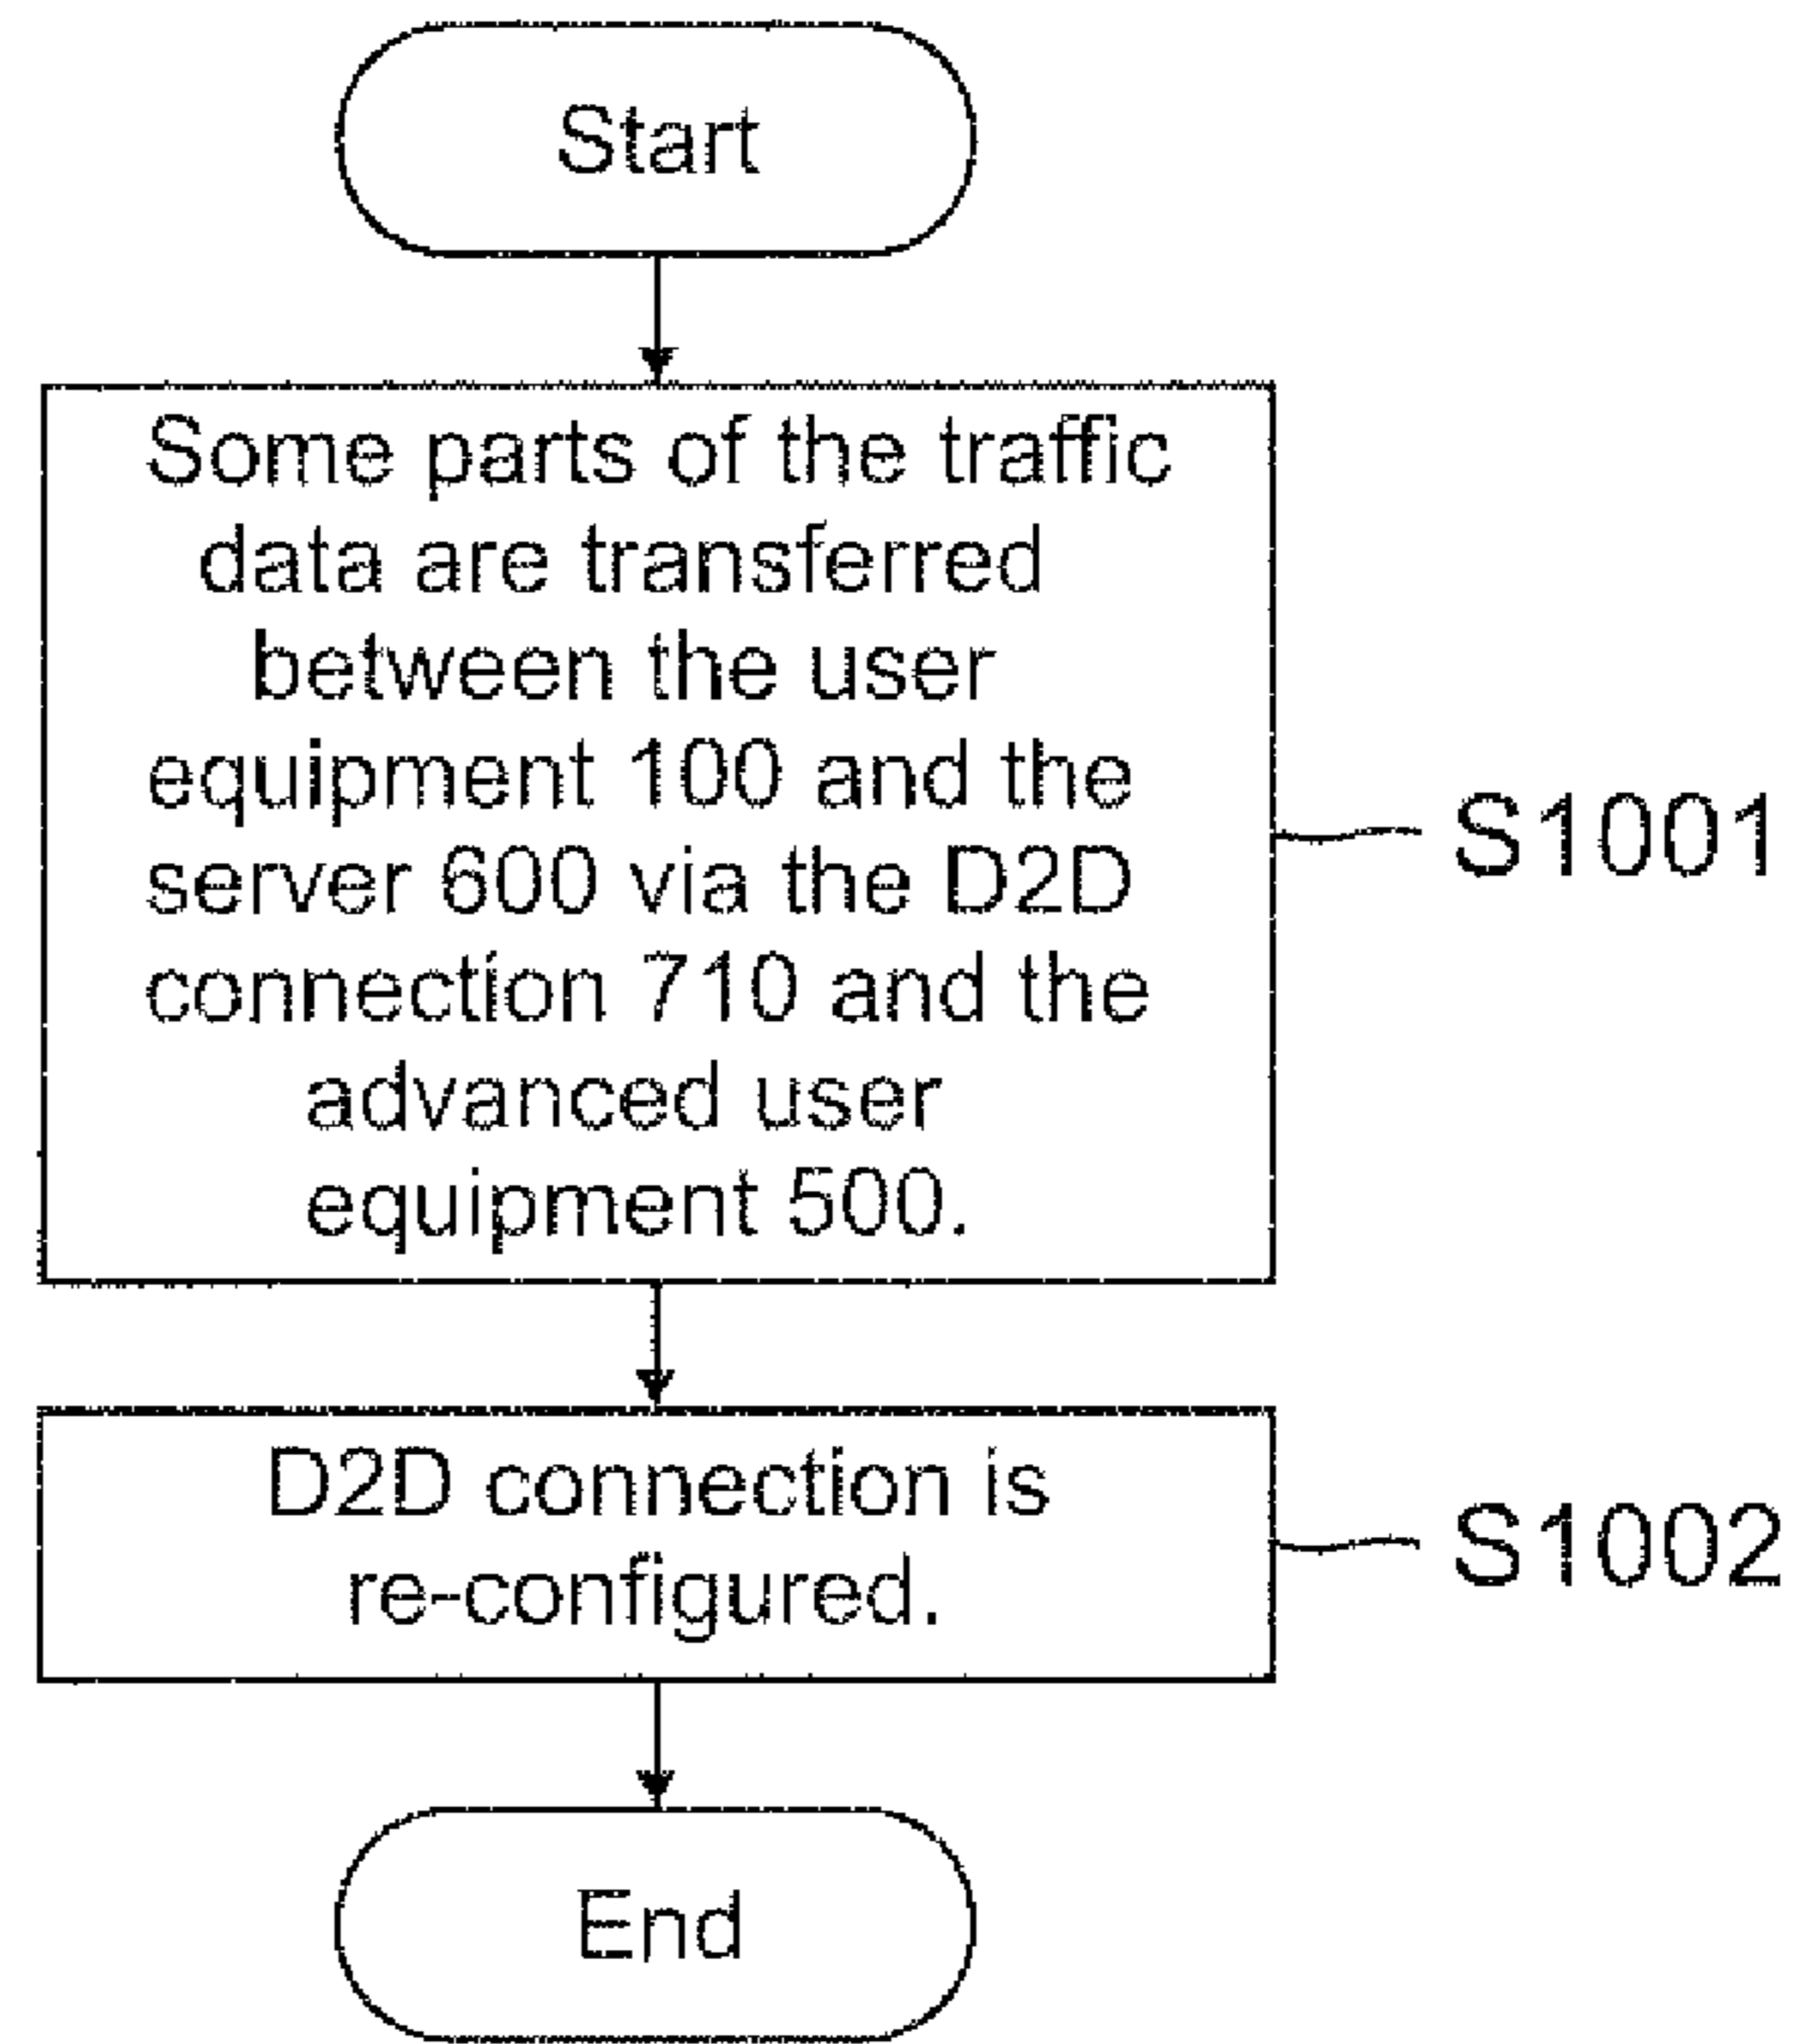 Start
Some parts of the traffic
data are transferred
between the user
equipment 100 and the
server 600 via the D2D
connection 710 and the
advanced user
equipment 500.
S1001
D2D connection is
re-configured.
S1002
End